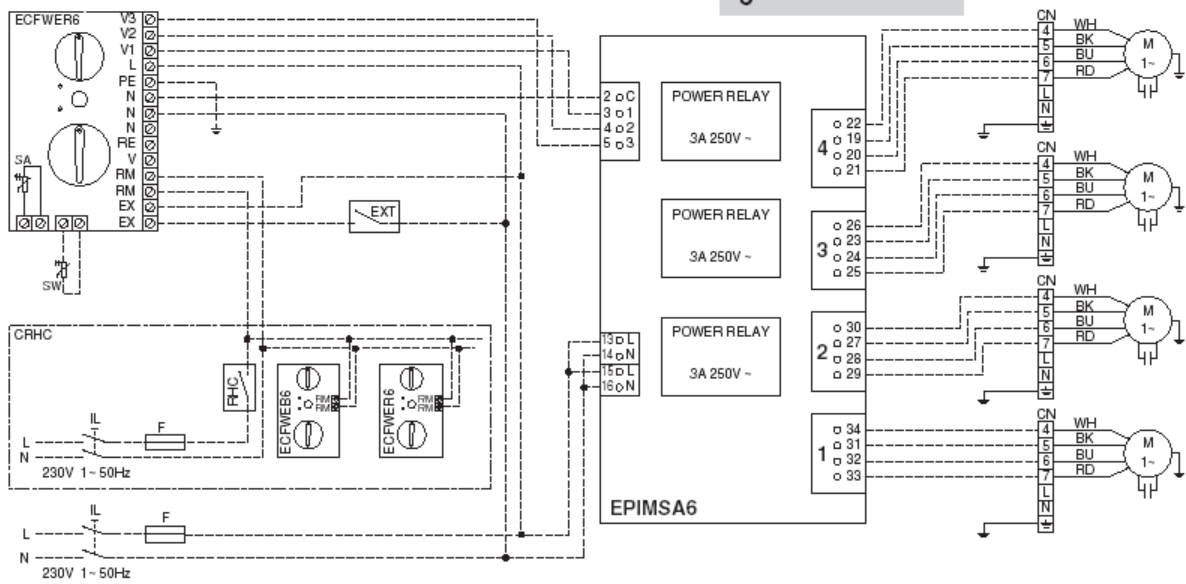 ECFWER6
V3
V2
V1
L
PE
N
N
N
RE
V
RM
RM
EX
EX
SA
SW
EXT
CRHC
RHC
ECFWEB6
RM
RM
ECFWER6
RM
RM
IL
F
L
N
230V 1~50Hz
IL
F
L
N
230V 1~50Hz
2 C
3 1
4 2
5 3
POWER RELAY
3A 250V ~
POWER RELAY
3A 250V ~
POWER RELAY
3A 250V ~
13 L
14 N
15 L
16 N
EPIMSA6
4
22
19
20
21
3
26
23
24
25
2
30
27
28
29
1
34
31
32
33
CN
4 WH
5 BK
6 BU
7 RD
L
N
M
1~
CN
4 WH
5 BK
6 BU
7 RD
L
N
M
1~
CN
4 WH
5 BK
6 BU
7 RD
L
N
M
1~
CN
4 WH
5 BK
6 BU
7 RD
L
N
M
1~